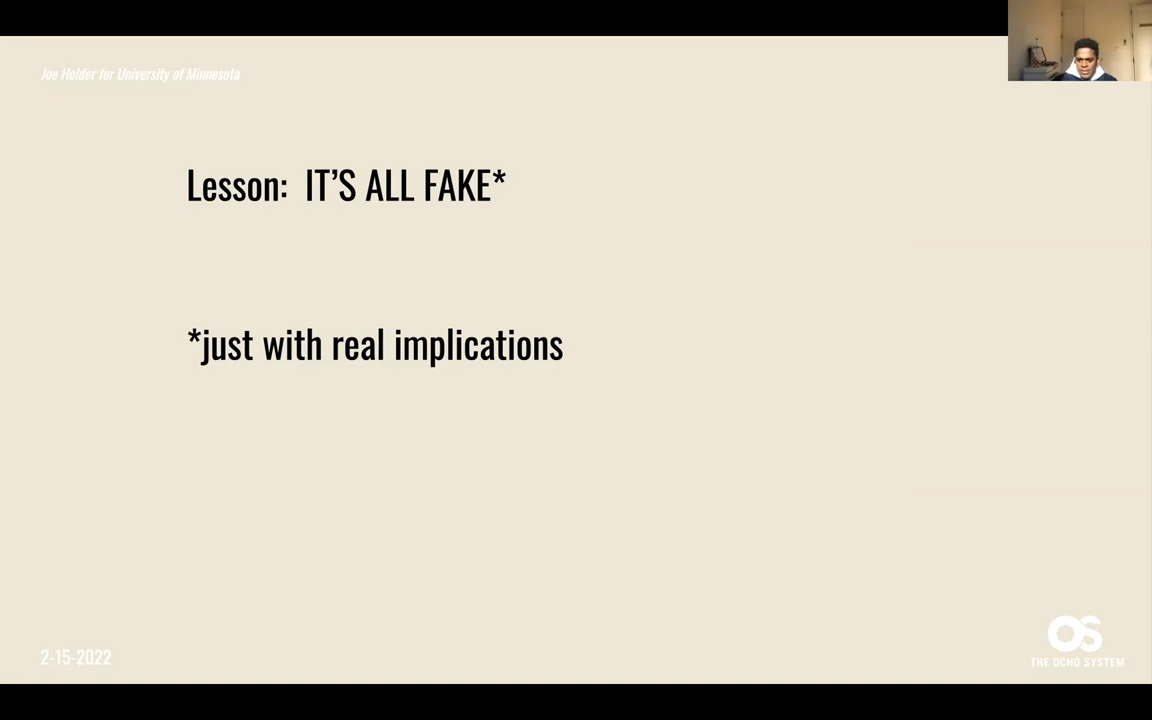 Joe Holder for University of Minnesota
Lesson: IT'S ALL FAKE*
*just with real implications
2-15-2022
OS
THE OCHO SYSTEM